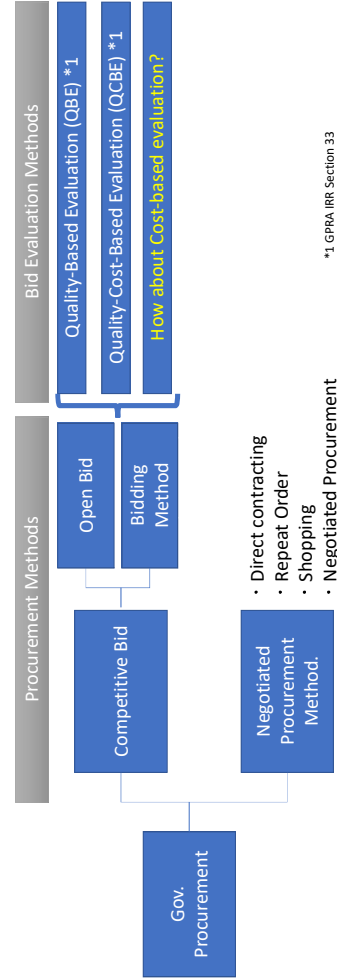 Procurement Methods
Bid Evaluation Methods
Gov.
Procurement
Competitive Bid
Open Bid
Bidding
Method
Quality-Based Evaluation (QBE) *1
Quality-Cost-Based Evaluation (QCBE) *1
How about Cost-based evaluation?
Negotiated
Procurement
Method.
・Direct contracting
・Repeat Order
・Shopping
・Negotiated Procurement
*1 GPRA IRR Section 33